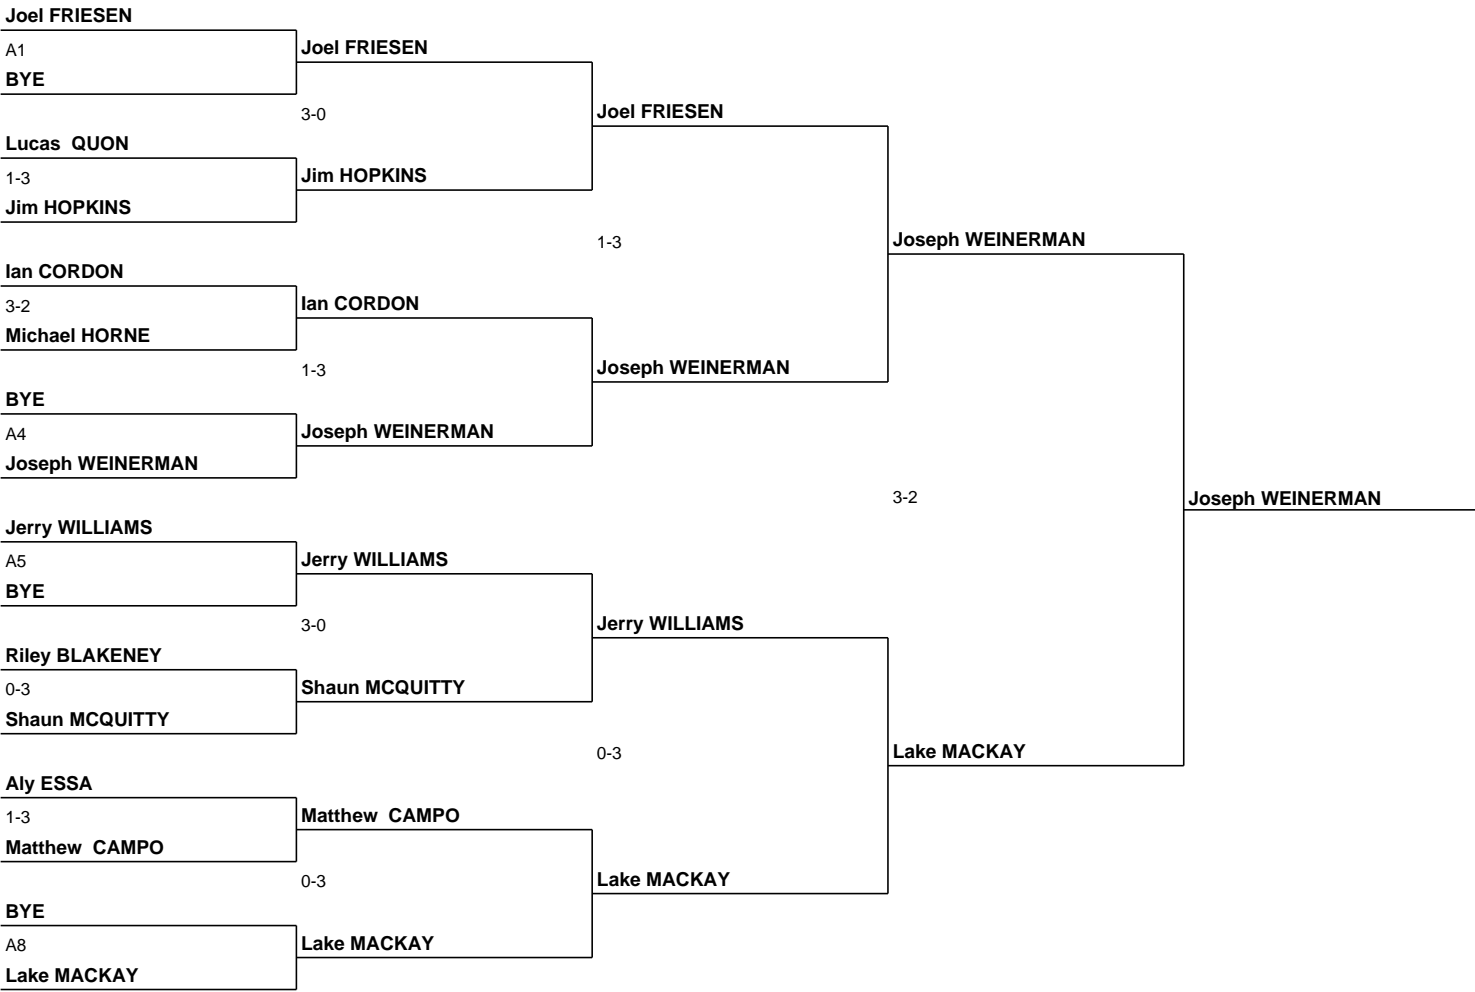 Joel FRIESEN
A1
BYE
Joel FRIESEN
3-0
Lucas  QUON
1-3
Jim HOPKINS
Jim HOPKINS
Joel FRIESEN
1-3
Ian CORDON
3-2
Michael HORNE
Ian CORDON
1-3
BYE
A4
Joseph WEINERMAN
Joseph WEINERMAN
Joseph WEINERMAN
Joseph WEINERMAN
3-2
Joseph WEINERMAN
Jerry WILLIAMS
A5
BYE
Jerry WILLIAMS
3-0
Riley BLAKENEY
0-3
Shaun MCQUITTY
Shaun MCQUITTY
Jerry WILLIAMS
0-3
Aly ESSA
1-3
Matthew  CAMPO
Matthew  CAMPO
0-3
BYE
A8
Lake MACKAY
Lake MACKAY
Lake MACKAY
Lake MACKAY